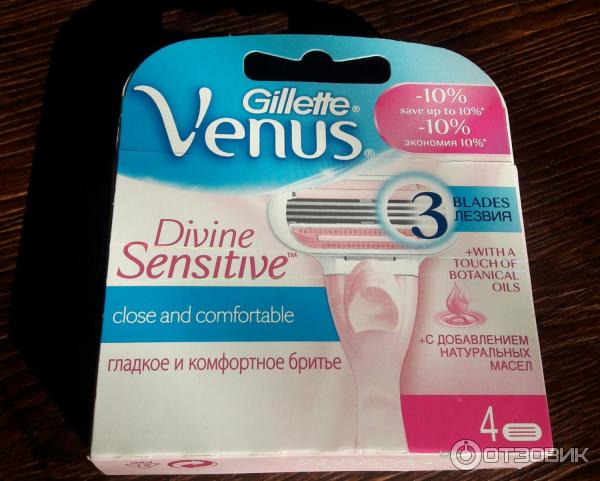 Gillette®
Venus®
-10%
save up to 10%*
-10%
экономия 10%*
3 BLADES
ЛЕЗВИЯ
Divine
Sensitive™
+WITH A
TOUCH OF
BOTANICAL
OILS
close and comfortable
гладкое и комфортное бритье
+С ДОБАВЛЕНИЕМ
НАТУРАЛЬНЫХ
МАСЕЛ
4
ОТЗОВИК